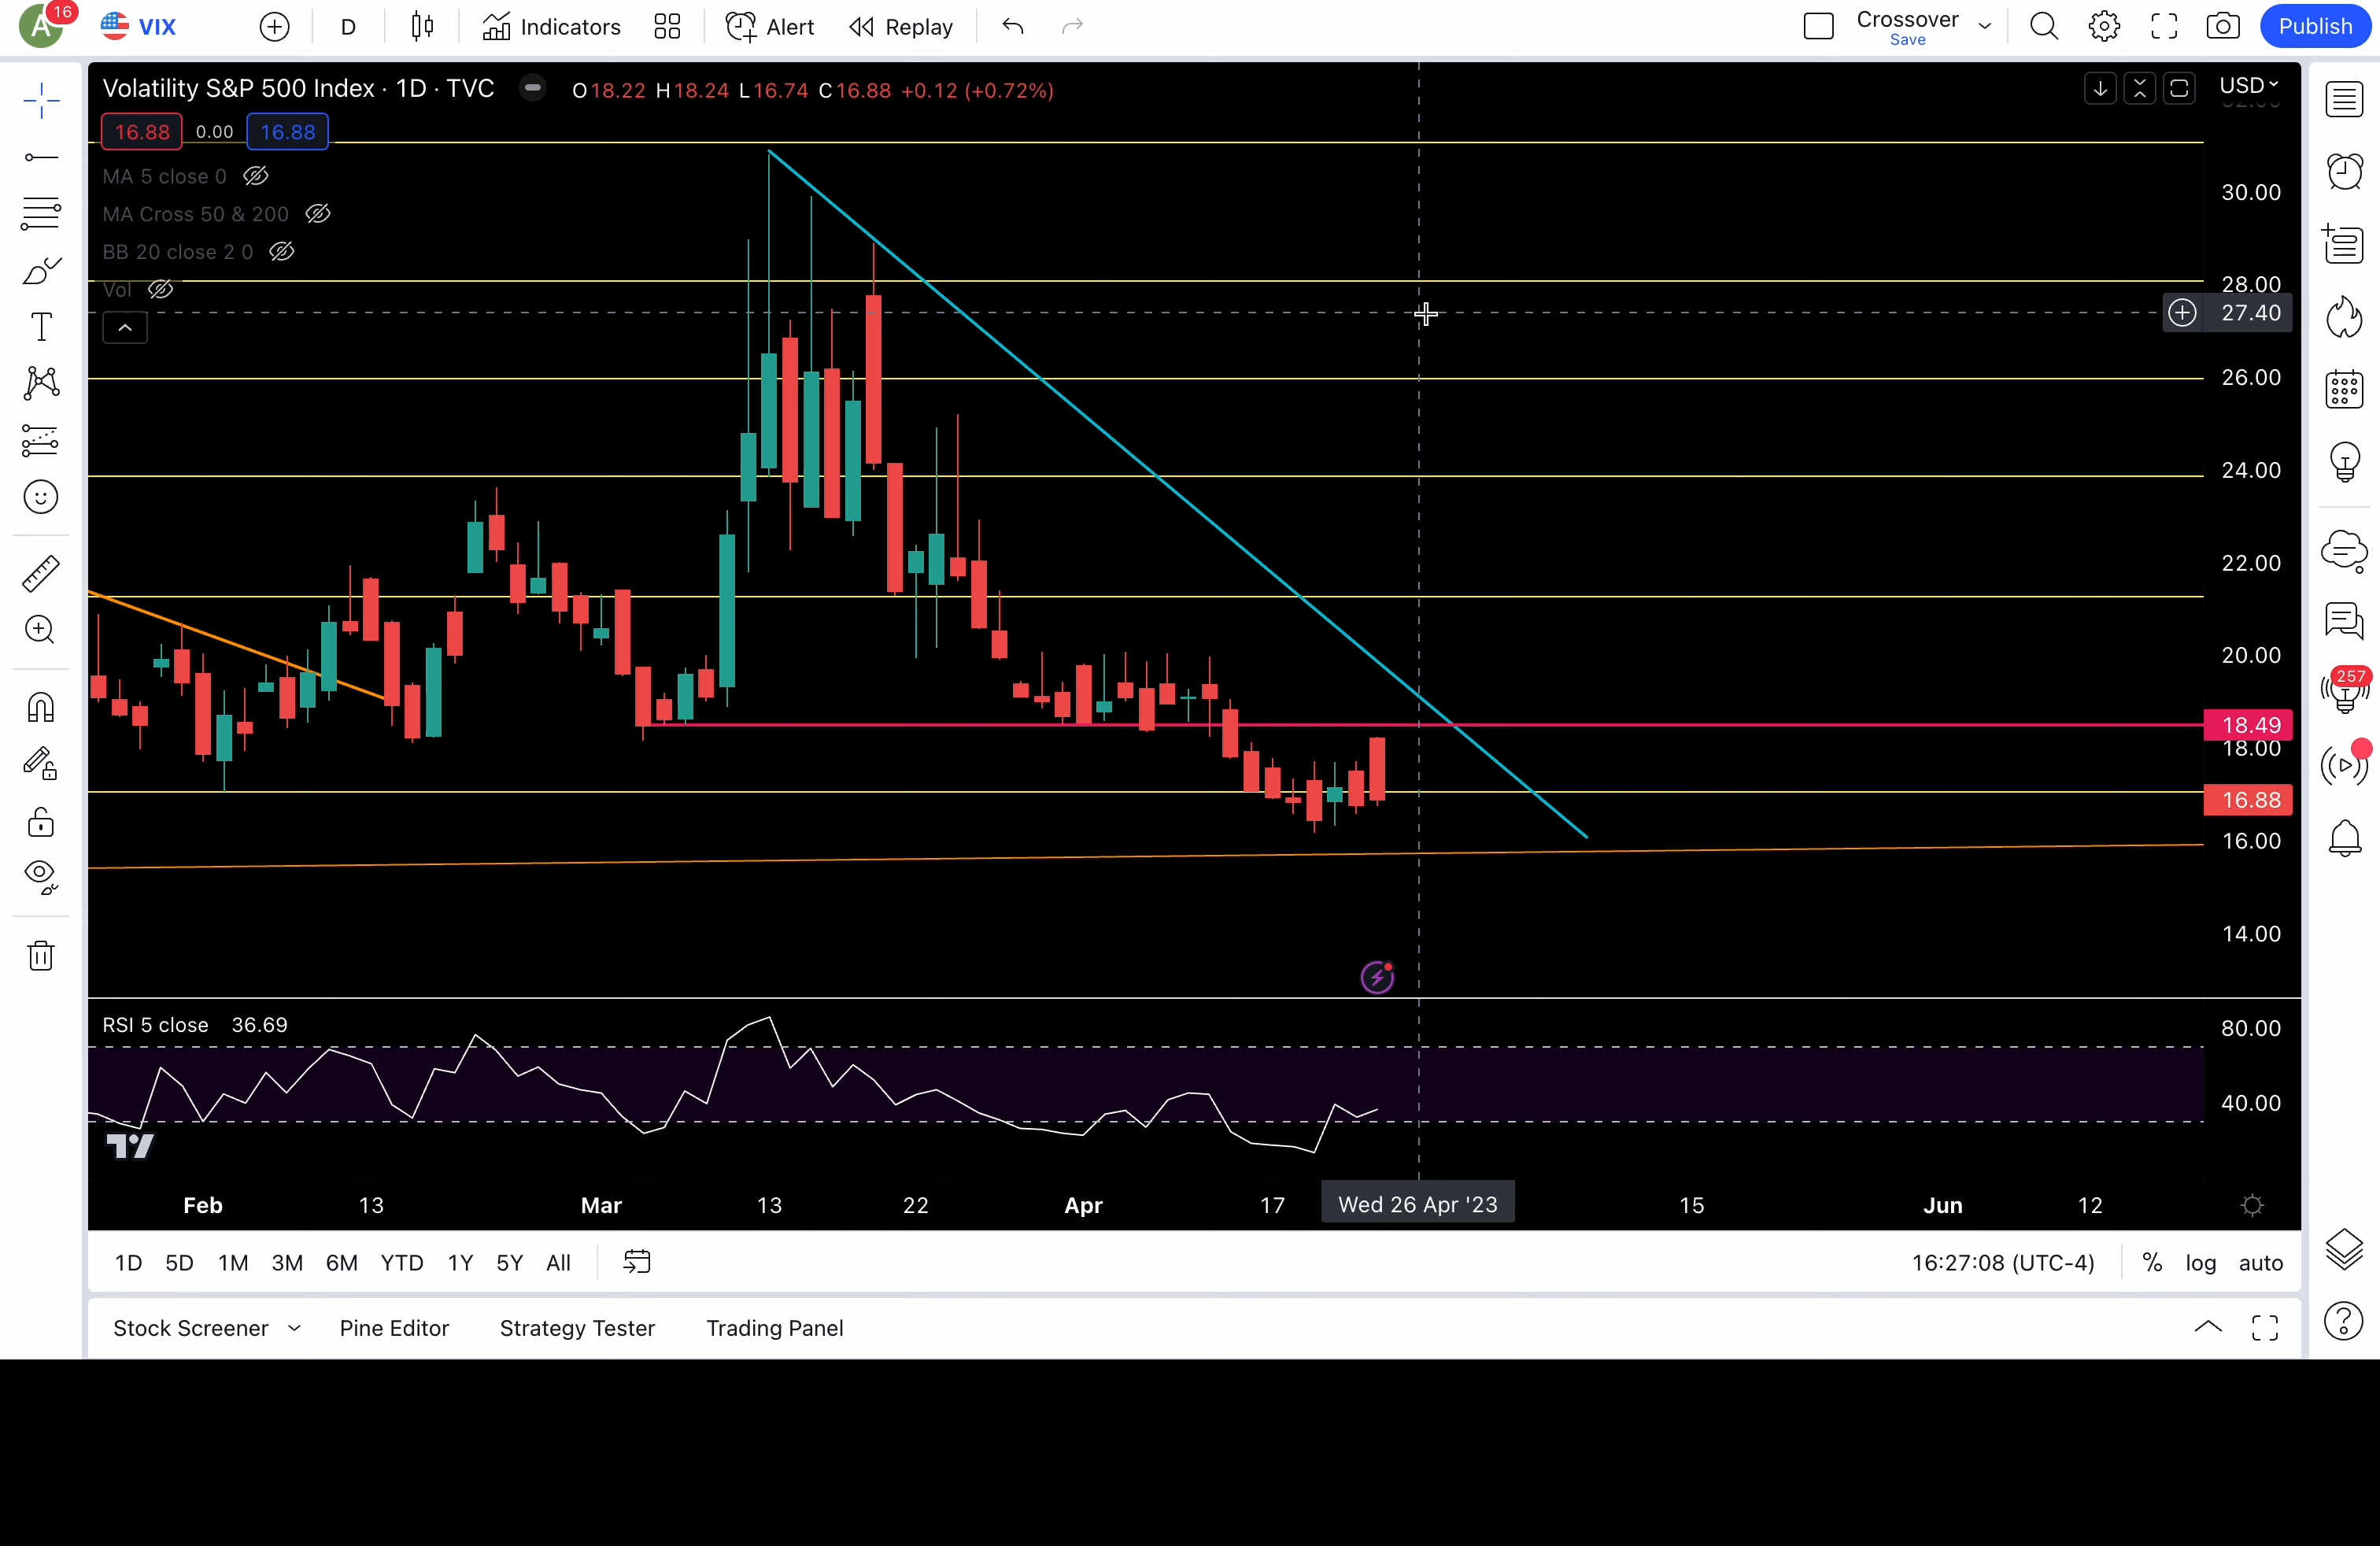 A 16 VIX D Indicators Alert Replay Crossover Save Publish
Volatility S&P 500 Index · 1D · TVC O18.22 H18.24 L16.74 C16.88 +0.12 (+0.72%) USD
16.88 0.00 16.88
MA 5 close 0
MA Cross 50 & 200
BB 20 close 2 0
Vol
30.00
28.00
27.40
26.00
24.00
22.00
20.00
18.49
18.00
16.88
16.00
14.00
257
RSI 5 close 36.69
80.00
40.00
Feb 13 Mar 13 22 Apr 17 Wed 26 Apr '23 15 Jun 12
1D 5D 1M 3M 6M YTD 1Y 5Y All 16:27:08 (UTC-4) % log auto
Stock Screener Pine Editor Strategy Tester Trading Panel